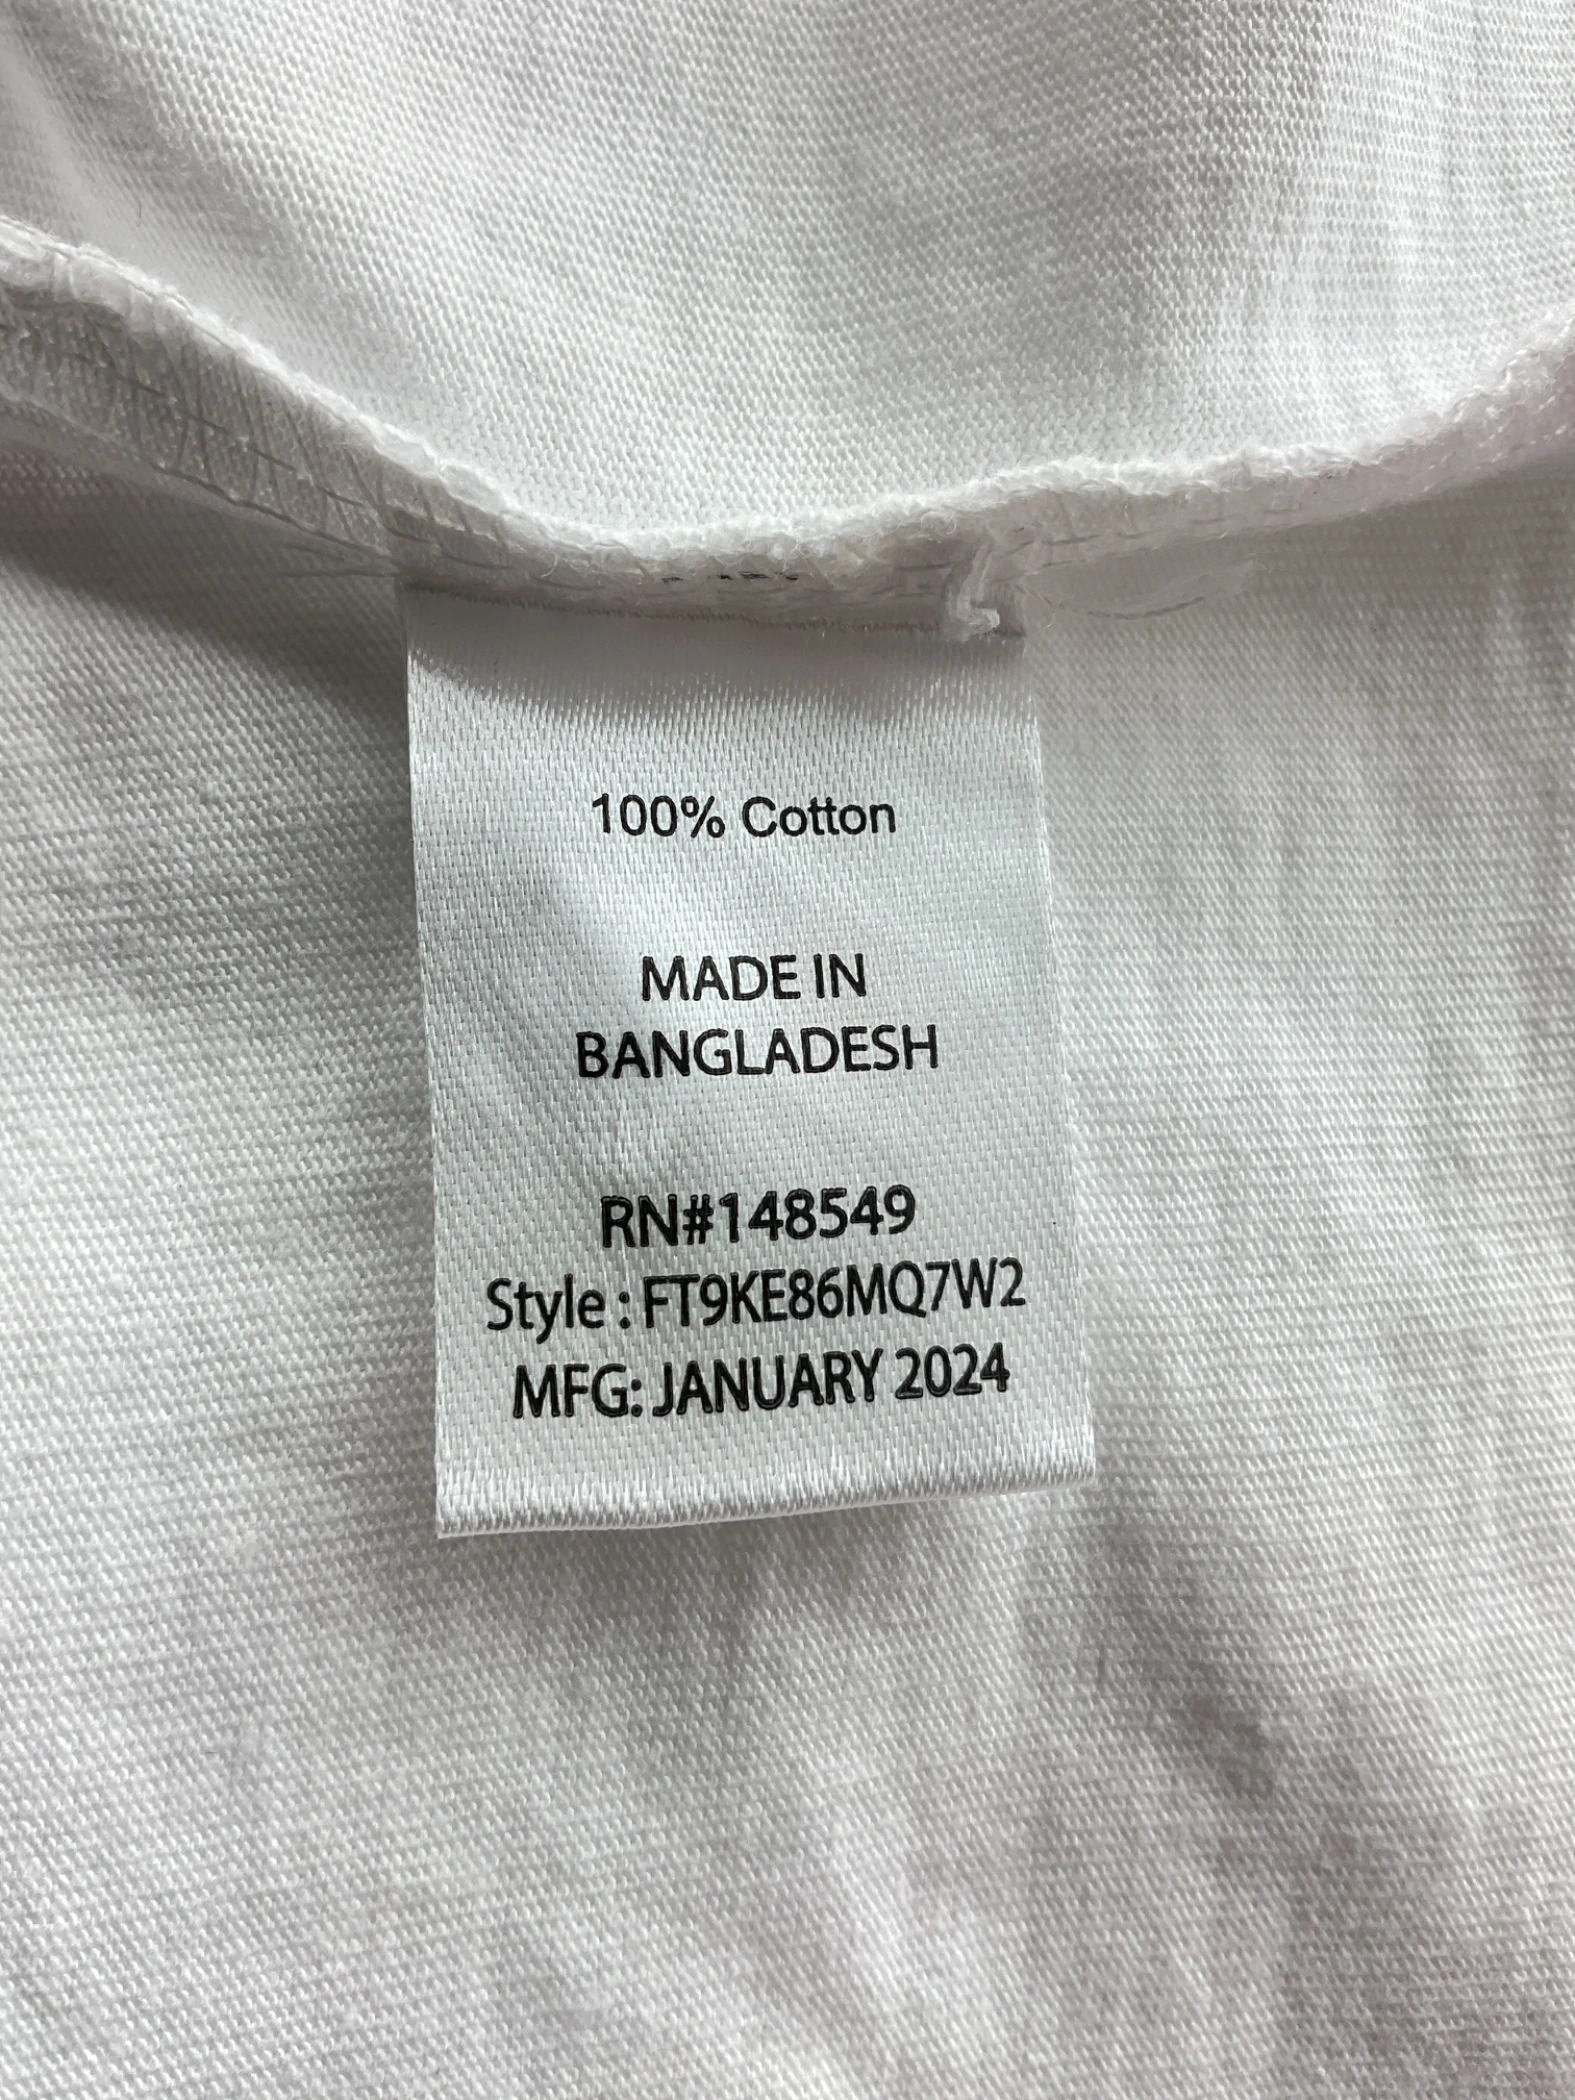 100% Cotton
MADE IN
BANGLADESH
RN#148549
Style : FT9KE86MQ7W2
MFG: JANUARY 2024